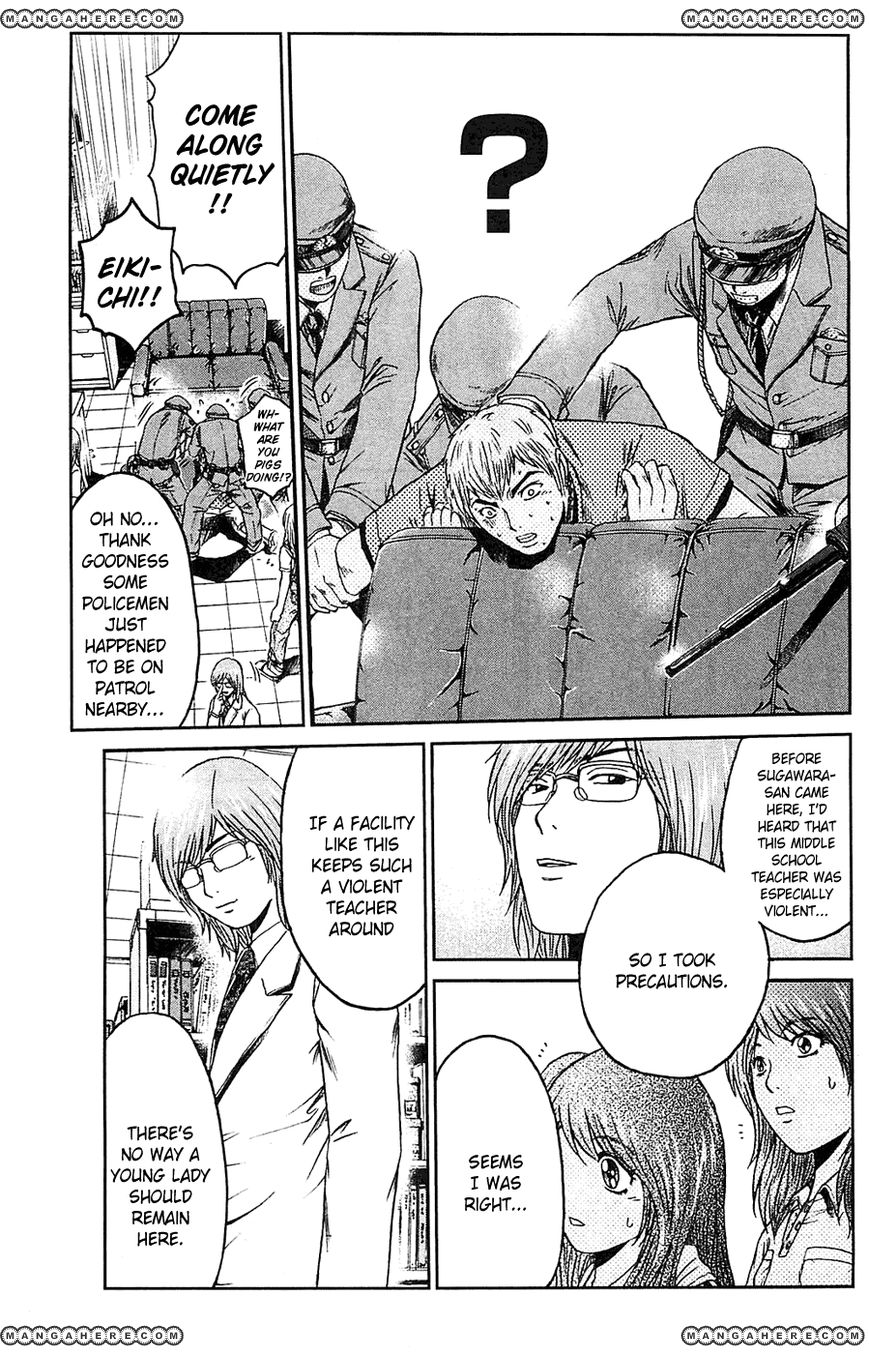 MANGAHERE.COM
MANGAHERE.COM
?
COME
ALONG
QUIETLY
!!
EIKI-
CHI!!
WH-
WHAT
ARE
YOU
PIGS
DOING!?
OH NO...
THANK
GOODNESS
SOME
POLICEMEN
JUST
HAPPENED
TO BE ON
PATROL
NEARBY...
BEFORE
SUGAWARA-
SAN CAME
HERE, I'D
HEARD THAT
THIS MIDDLE
SCHOOL
TEACHER WAS
ESPECIALLY
VIOLENT...
SO I TOOK
PRECAUTIONS.
SEEMS
I WAS
RIGHT...
IF A FACILITY
LIKE THIS
KEEPS SUCH
A VIOLENT
TEACHER
AROUND
THERE'S
NO WAY A
YOUNG LADY
SHOULD
REMAIN
HERE.
MANGAHERE.COM
MANGAHERE.COM